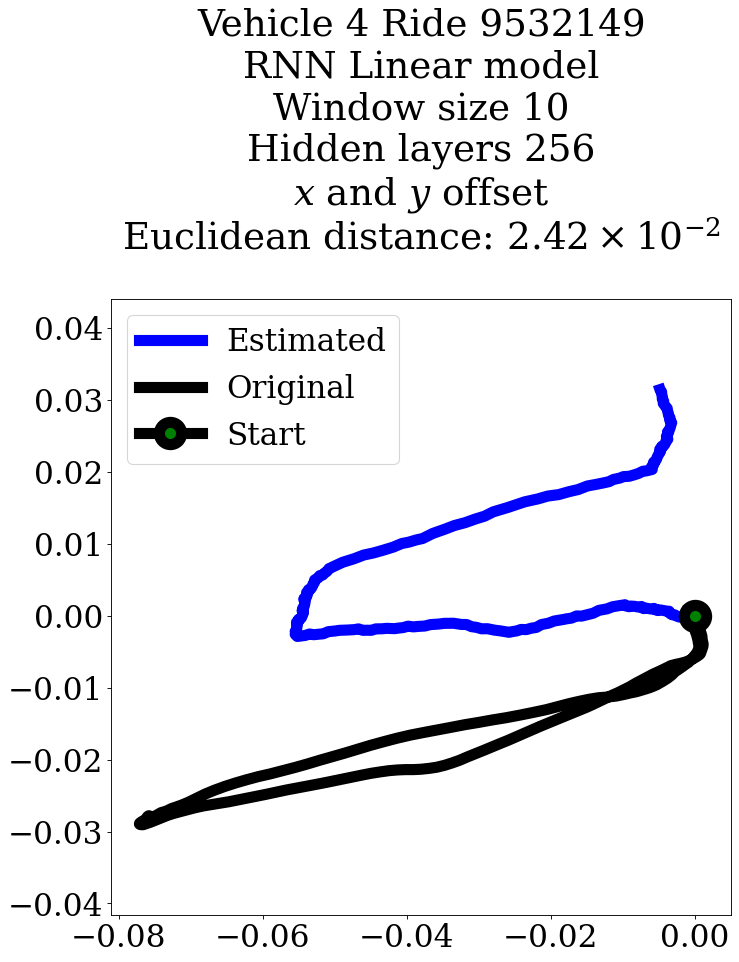 Vehicle 4 Ride 9532149
RNN Linear model
Window size 10
Hidden layers 256
x and y offset
Euclidean distance: 2.42 × 10⁻²
Estimated
Original
Start
0.04
0.03
0.02
0.01
0.00
−0.01
−0.02
−0.03
−0.04
−0.08 −0.06 −0.04 −0.02 0.00